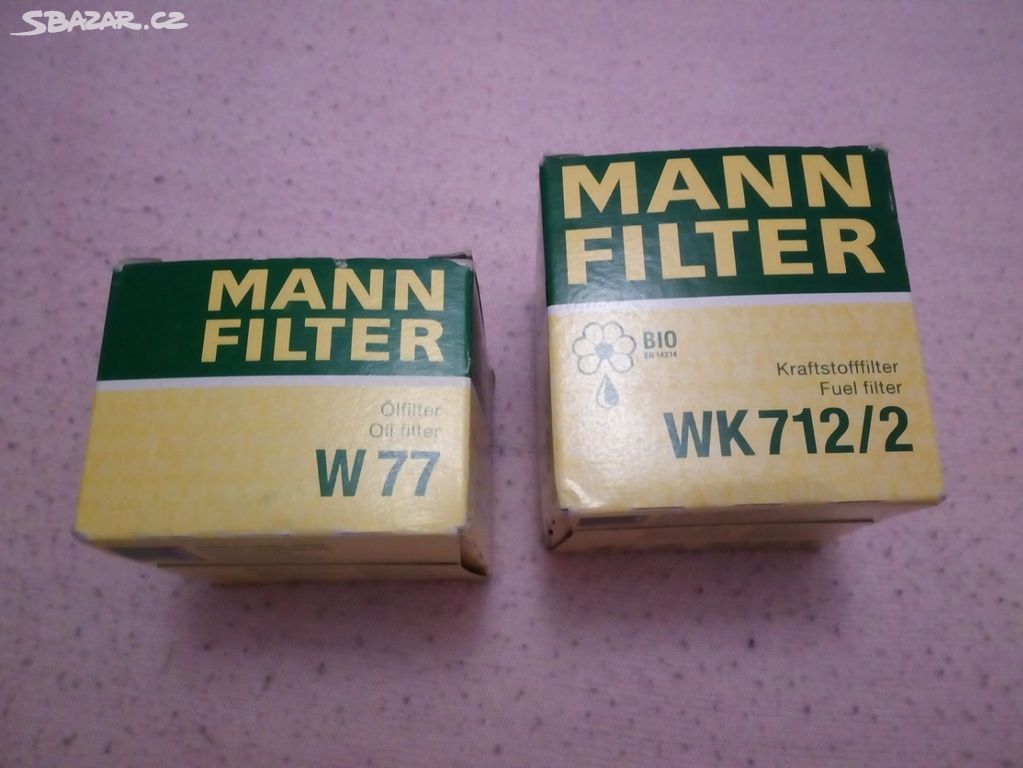 SBAZAR.CZ
MANN
FILTER
Ölfilter
Oil filter
W 77
MANN
FILTER
BIO
EN 14214
Kraftstofffilter
Fuel filter
WK 712/2